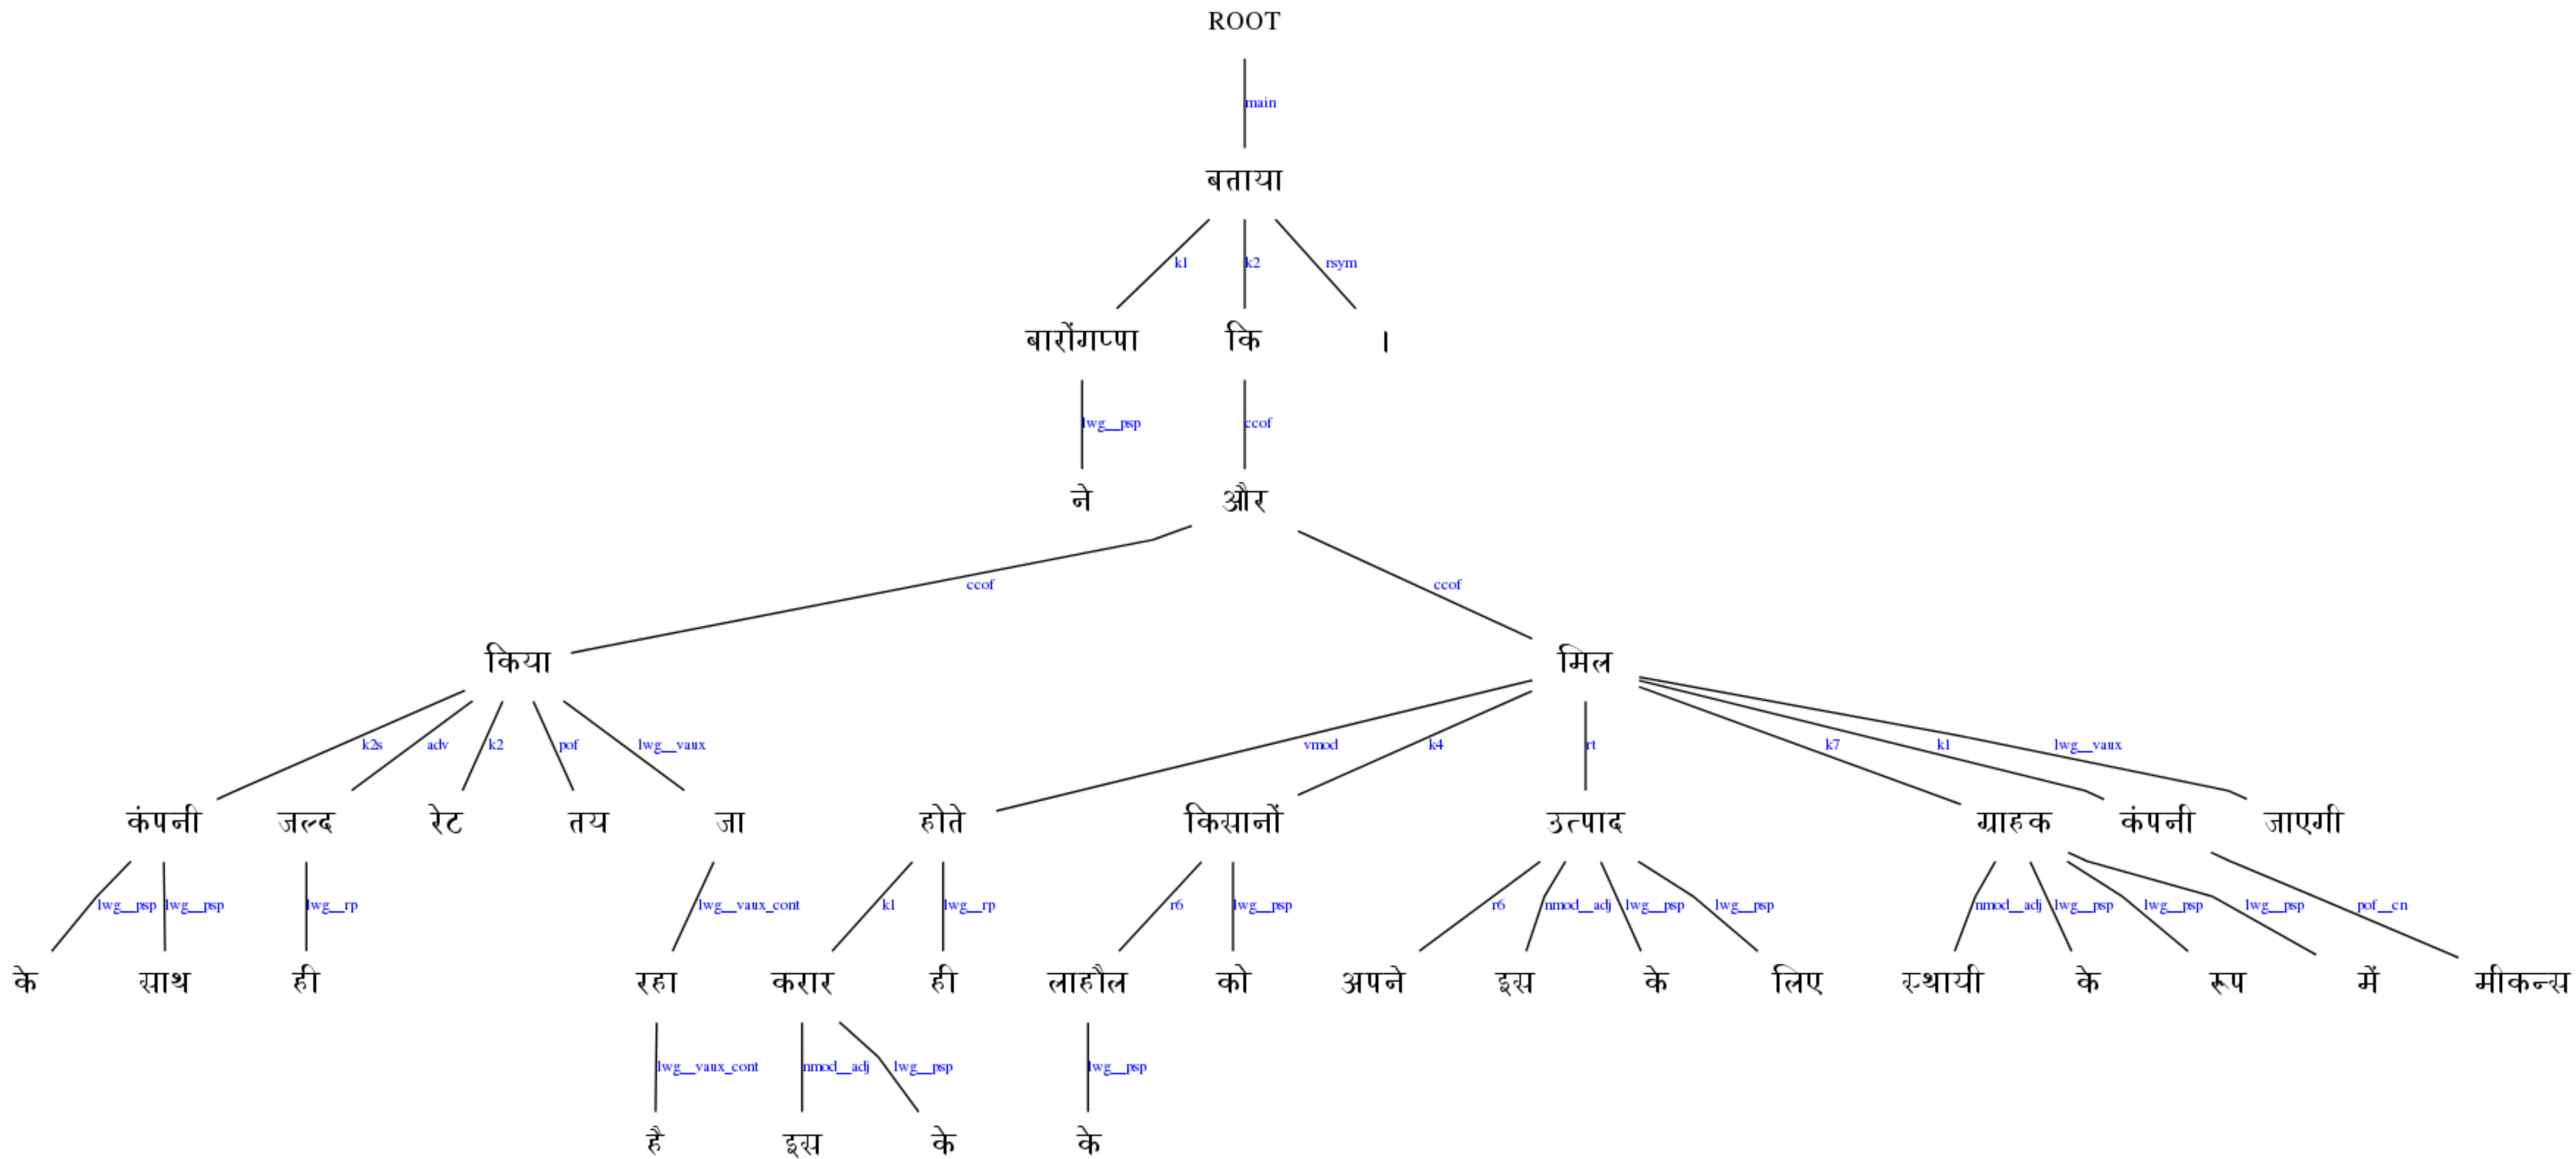 ROOT
main
बताया
k1 k2 rsym
बारोंगप्पा कि ।
lwg__psp ccof
ने और
ccof ccof
किया मिल
k2s adv k2 pof lwg__vaux vmod k4 rt k7 k1 lwg__vaux
कंपनी जल्द रेट तय जा होते किसानों उत्पाद ग्राहक कंपनी जाएगी
lwg__psp lwg__psp lwg__rp lwg__vaux_cont k1 lwg__rp r6 lwg__psp r6 nmod__adj lwg__psp lwg__psp nmod__adj lwg__psp lwg__psp lwg__psp pof__cn
के साथ ही रहा करार ही लाहौल को अपने इस के लिए स्थायी के रूप में मीकन्स
lwg__vaux_cont nmod__adj lwg__psp lwg__psp
है इस के के